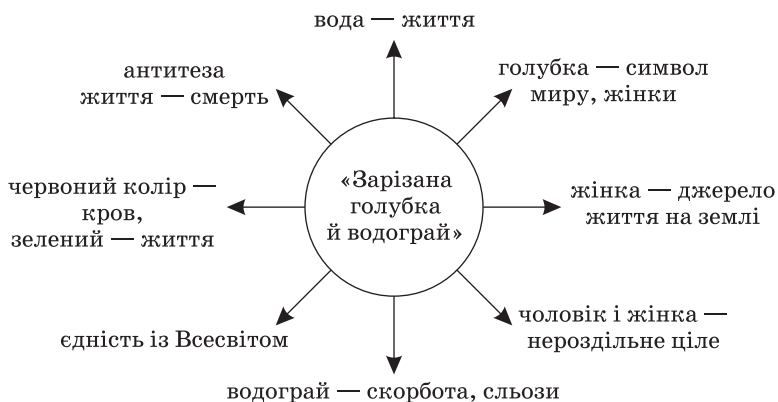 вода — життя
антитеза
життя — смерть
голубка — символ
миру, жінки
червоний колір —
кров,
зелений — життя
«Зарізана
голубка
й водограй»
жінка — джерело
життя на землі
єдність із Всесвітом
чоловік і жінка —
нероздільне ціле
водограй — скорбота, сльози